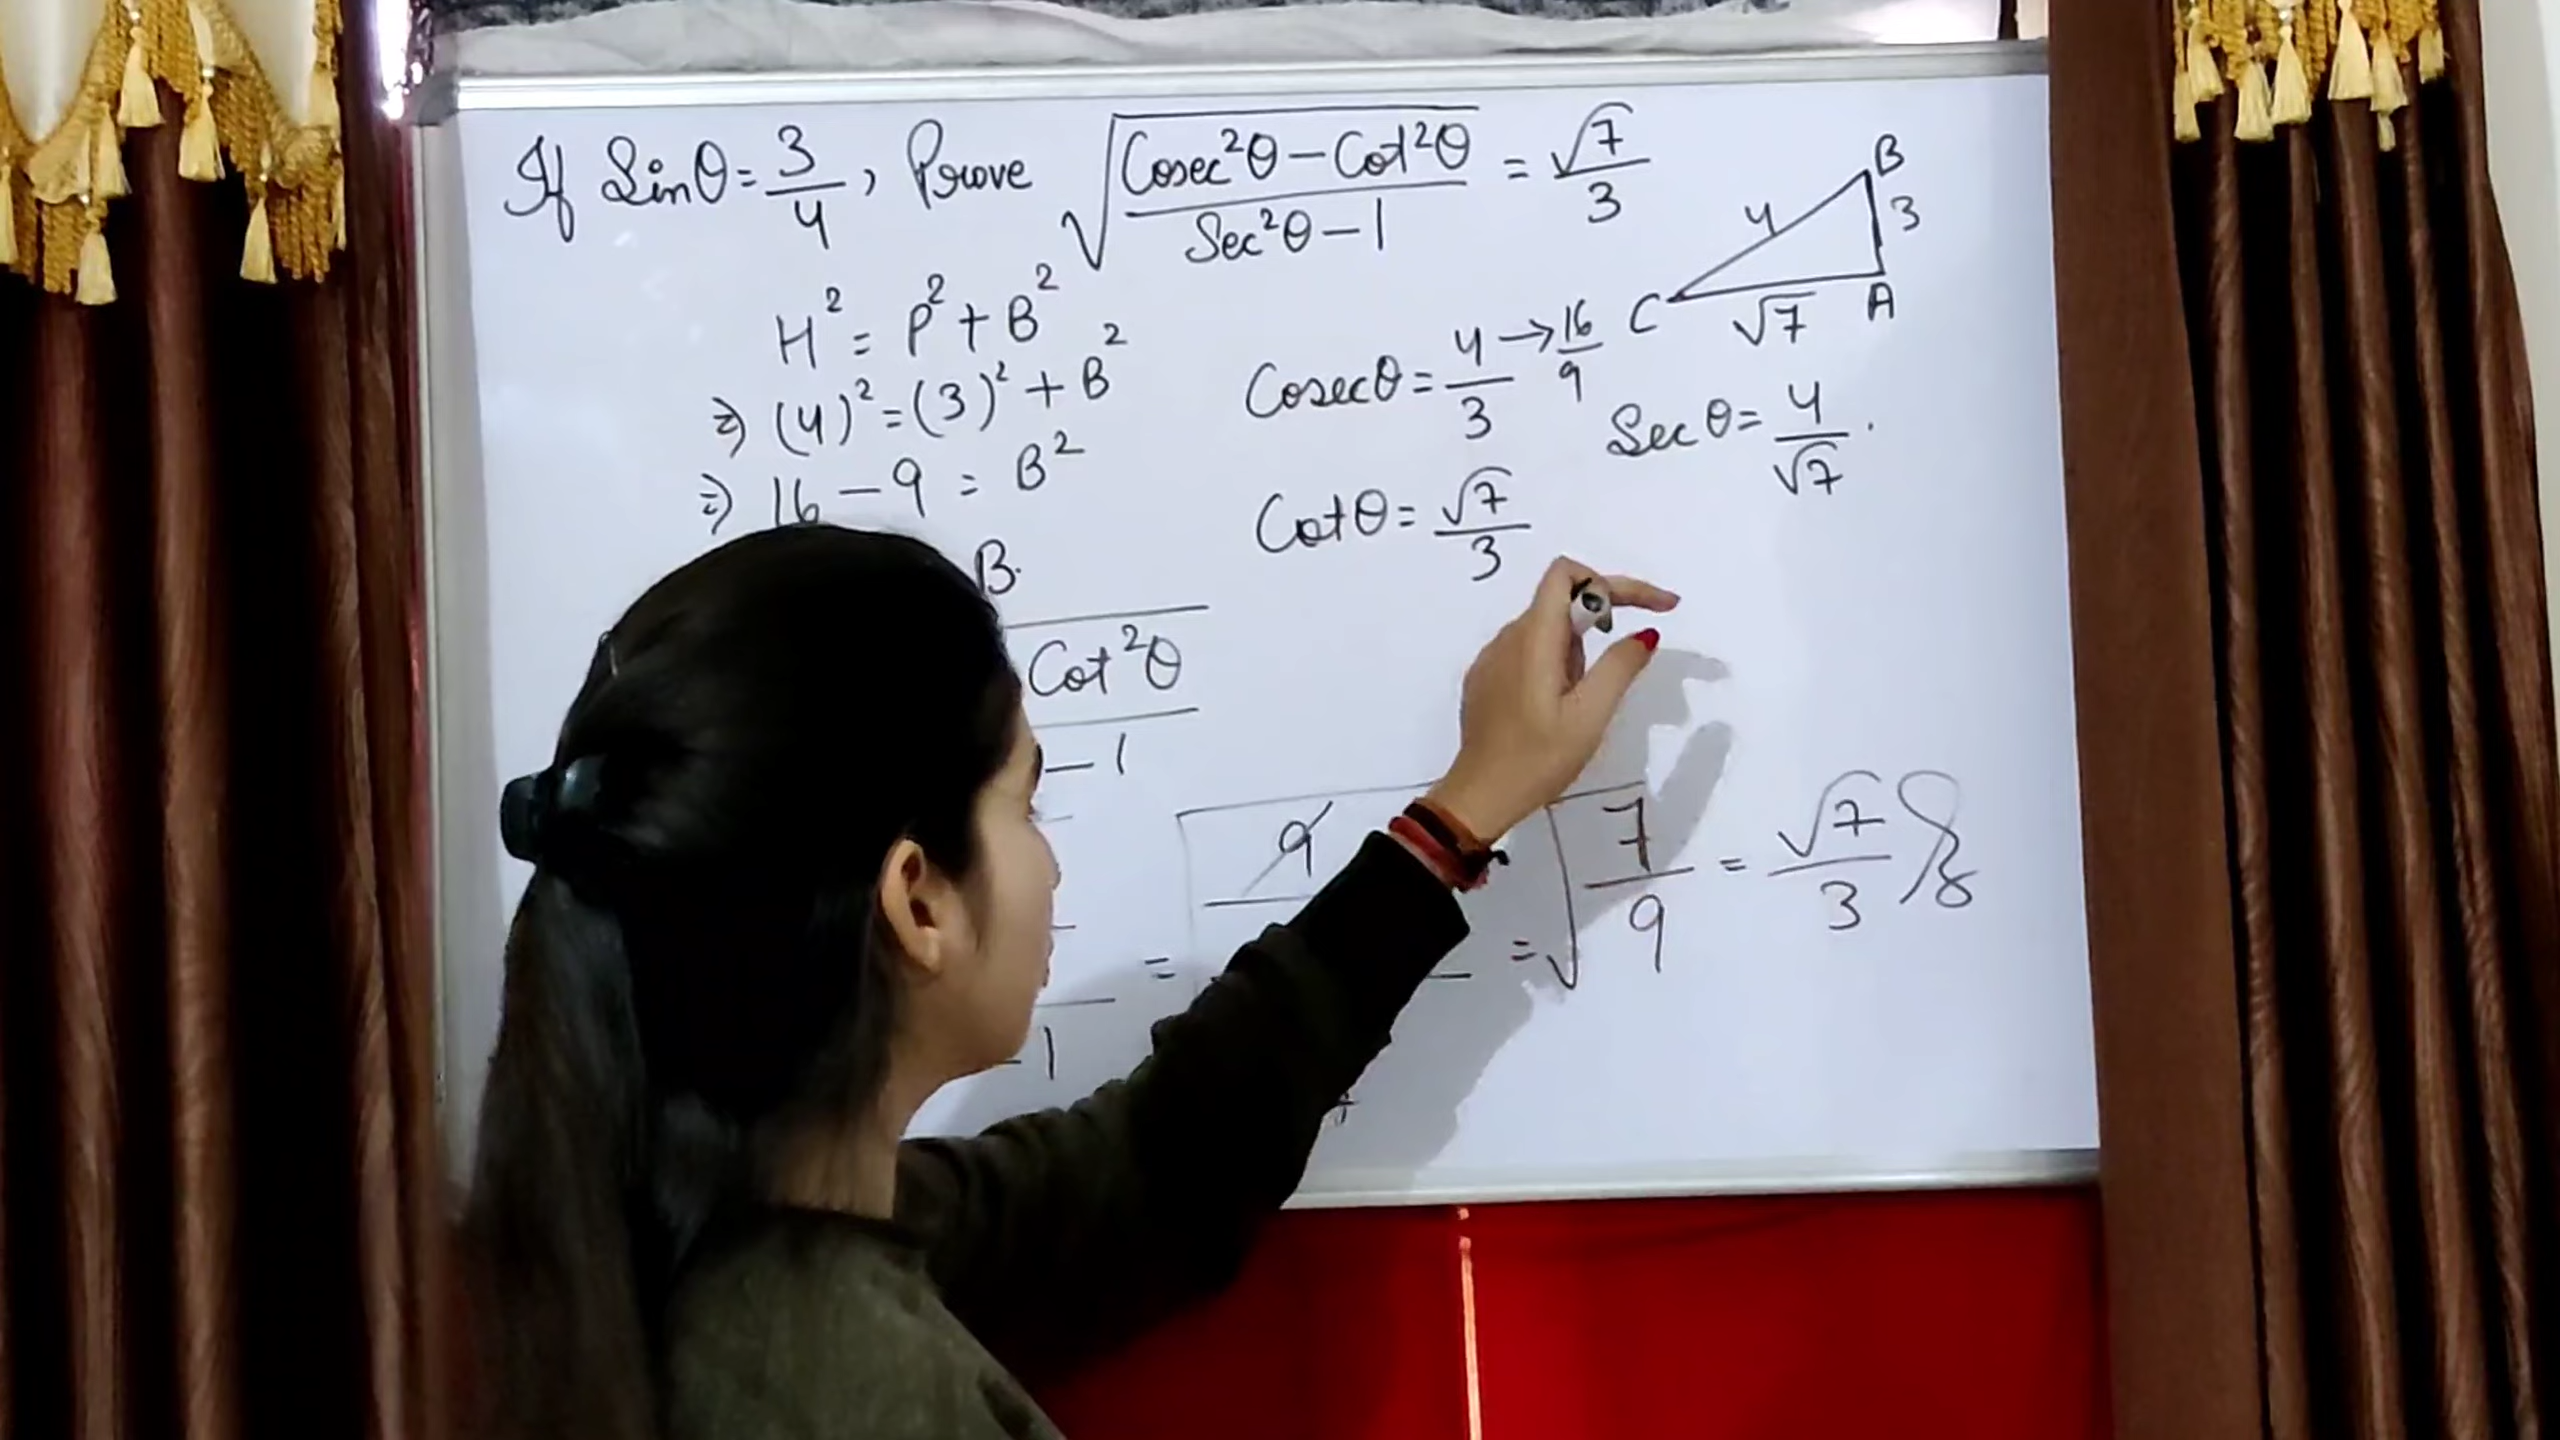 If Sinθ = 3/4, Prove √((Cosec²θ − Cot²θ)/(Sec²θ − 1)) = √7/3
B
4
3
C
√7
A
H² = P² + B²
⇒ (4)² = (3)² + B²
⇒ 16 − 9 = B²
B.
Cosecθ = 4/3 → 16/9
Secθ = 4/√7.
Cotθ = √7/3
Cot²θ
− 1
= 9
= √(7/9) = √7/3
− 1